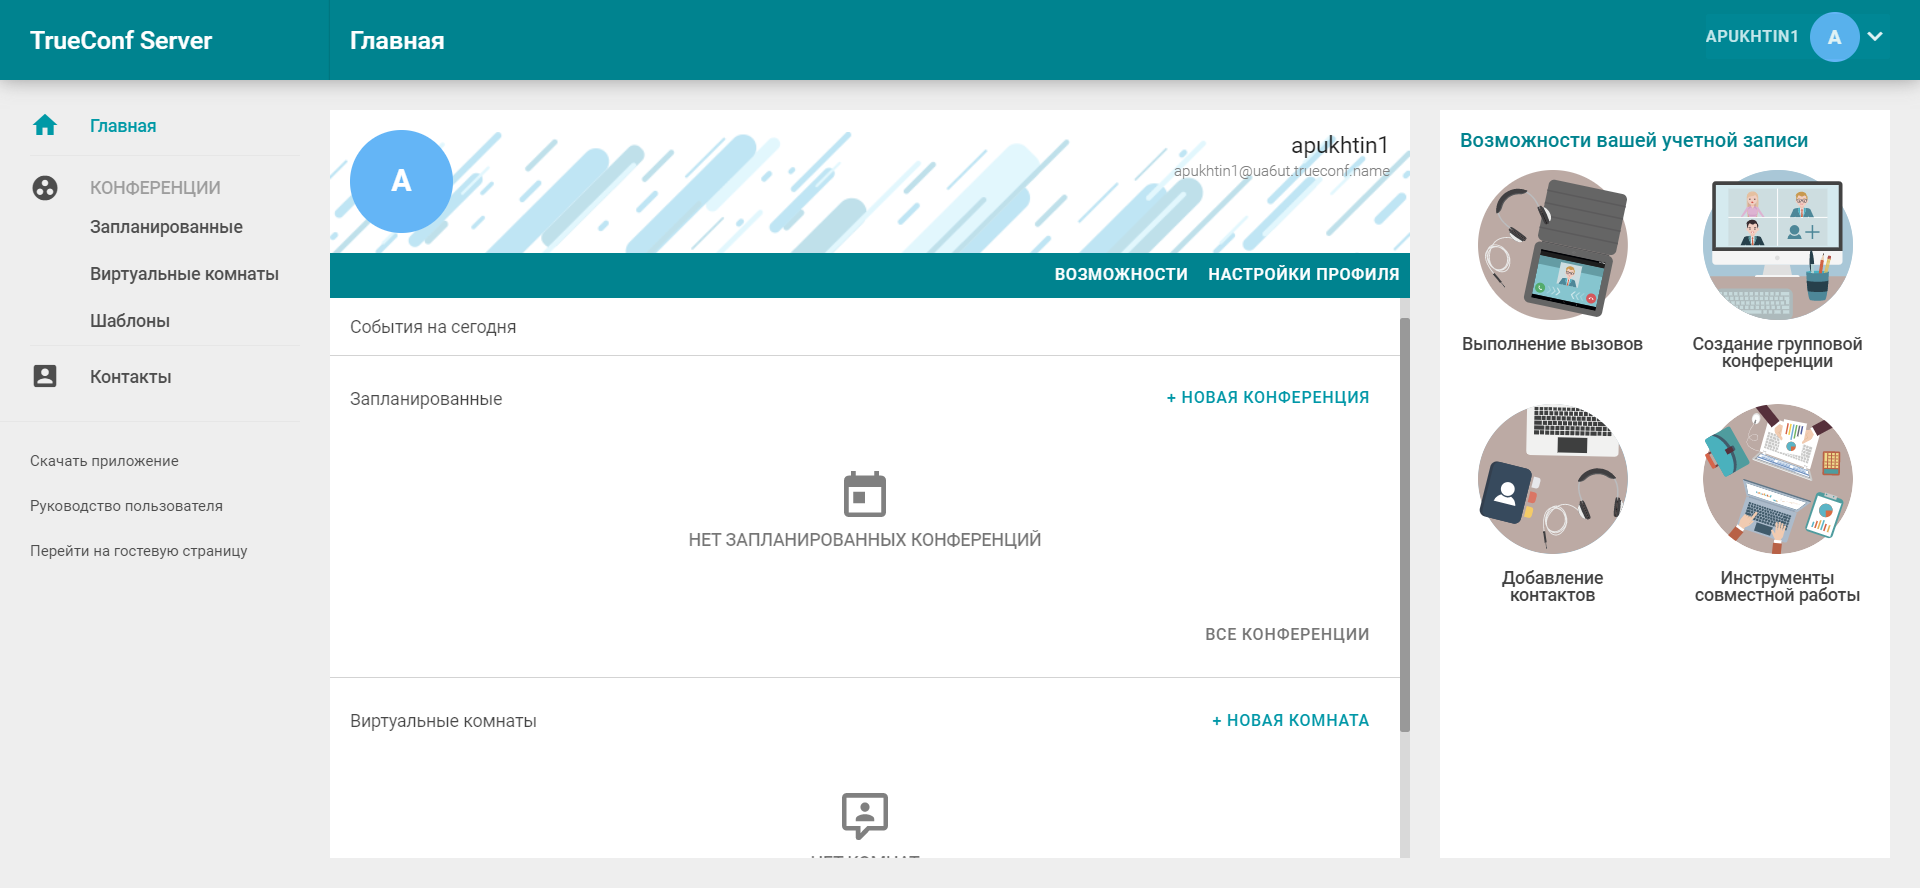 TrueConf Server
Главная
APUKHTIN1
A
Главная
КОНФЕРЕНЦИИ
Запланированные
Виртуальные комнаты
Шаблоны
Контакты
Скачать приложение
Руководство пользователя
Перейти на гостевую страницу
A
apukhtin1
apukhtin1@ua6ut.trueconf.name
ВОЗМОЖНОСТИ НАСТРОЙКИ ПРОФИЛЯ
События на сегодня
Запланированные
+ НОВАЯ КОНФЕРЕНЦИЯ
НЕТ ЗАПЛАНИРОВАННЫХ КОНФЕРЕНЦИЙ
ВСЕ КОНФЕРЕНЦИИ
Виртуальные комнаты
+ НОВАЯ КОМНАТА
НЕТ КОМНАТ
Возможности вашей учетной записи
Выполнение вызовов
Создание групповой
конференции
Добавление
контактов
Инструменты
совместной работы